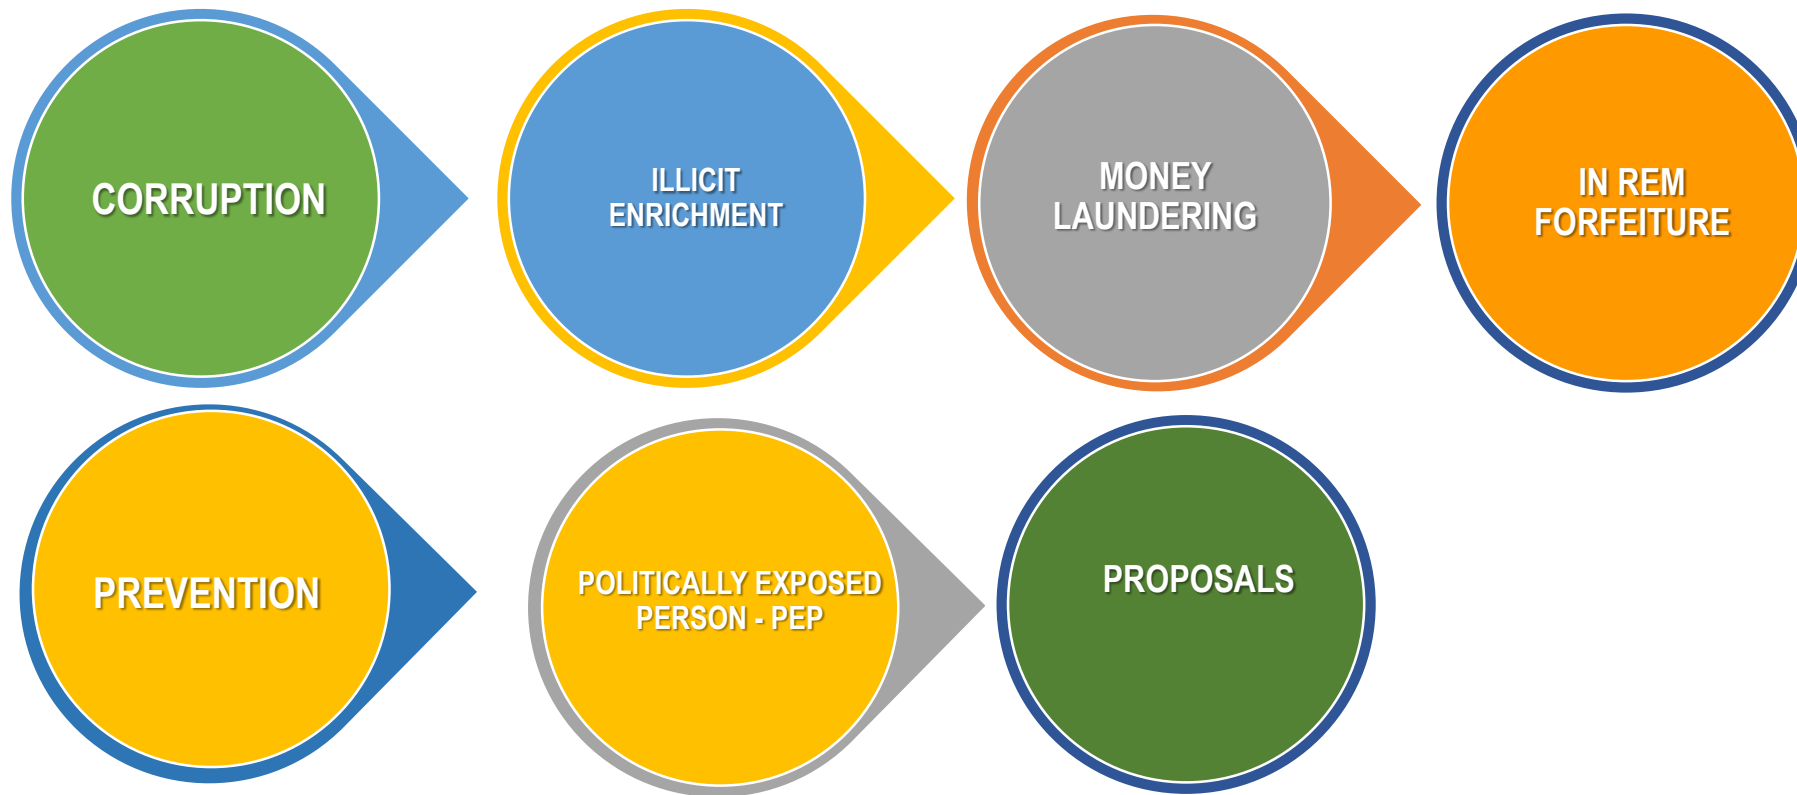 CORRUPTION
ILLICIT
ENRICHMENT
MONEY
LAUNDERING
IN REM
FORFEITURE
PREVENTION
POLITICALLY EXPOSED
PERSON - PEP
PROPOSALS